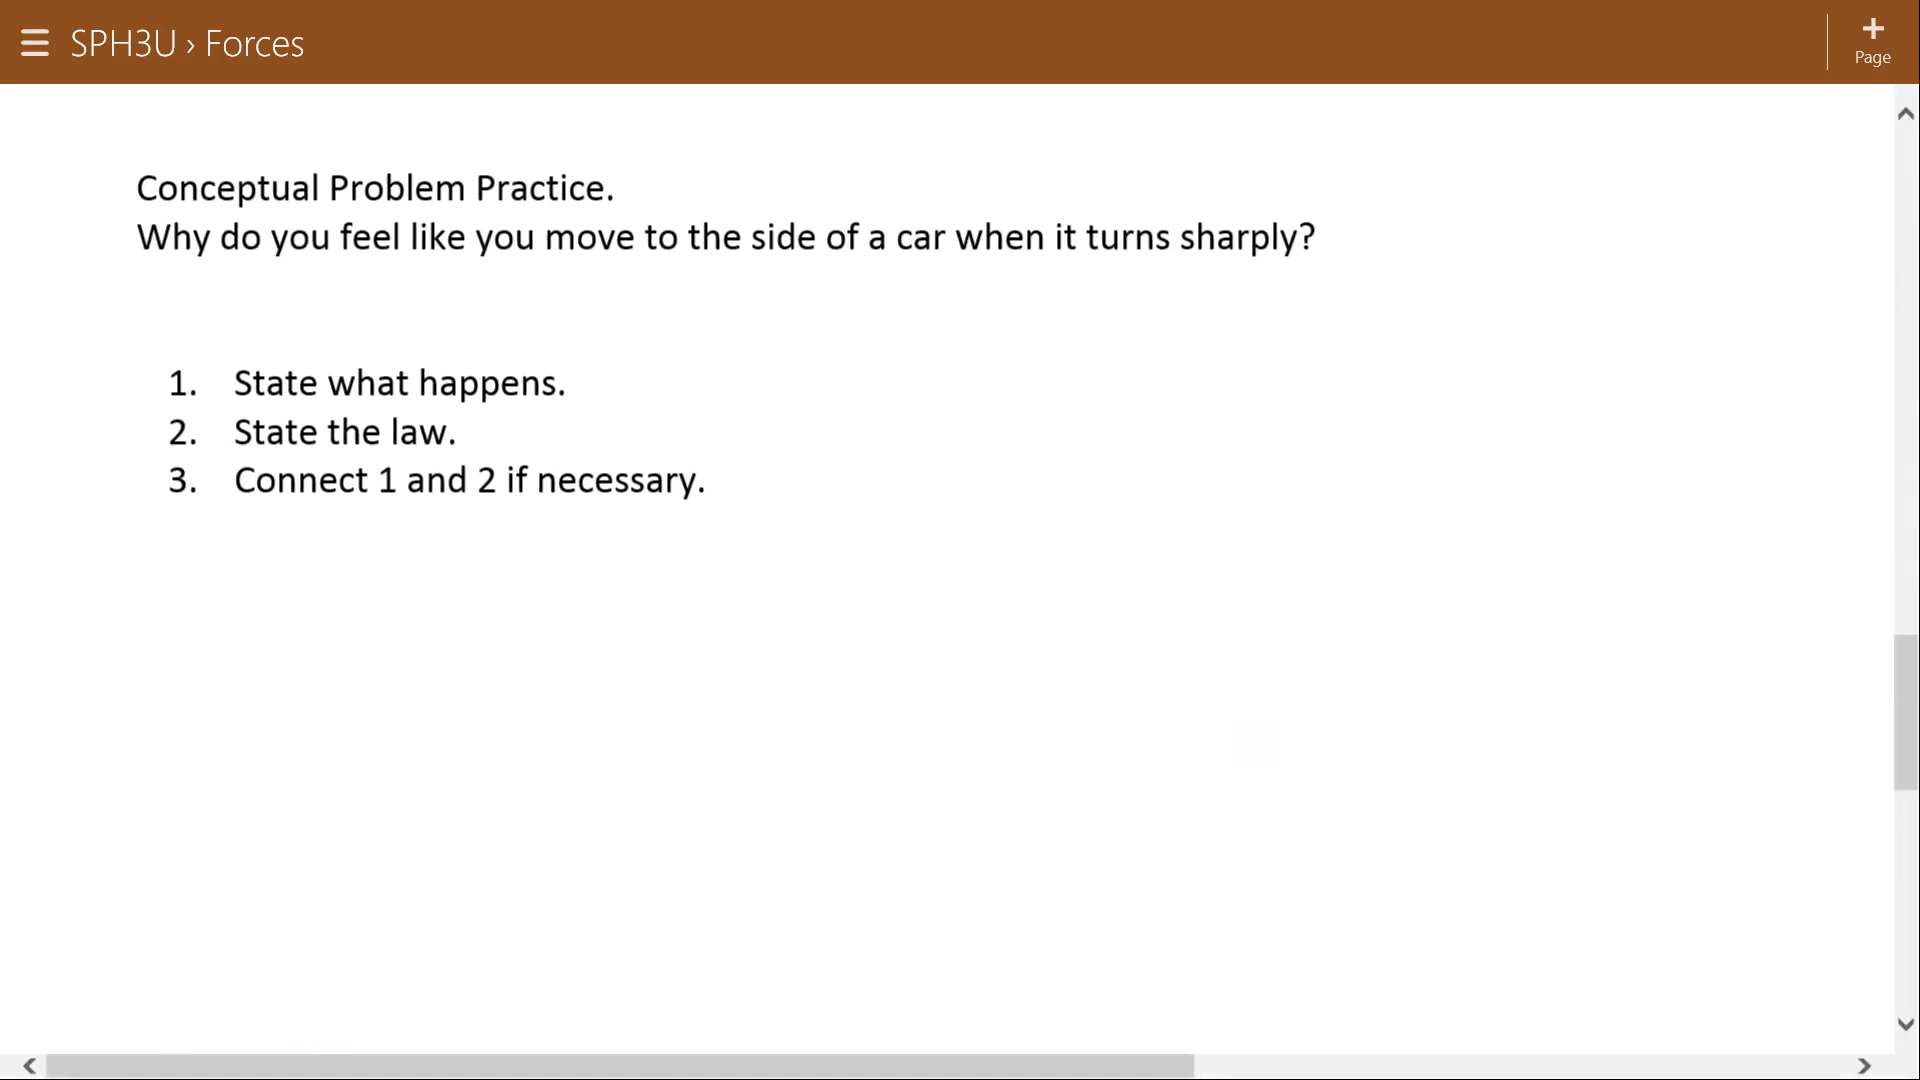 SPH3U › Forces
Page
Conceptual Problem Practice.
Why do you feel like you move to the side of a car when it turns sharply?
1. State what happens.
2. State the law.
3. Connect 1 and 2 if necessary.